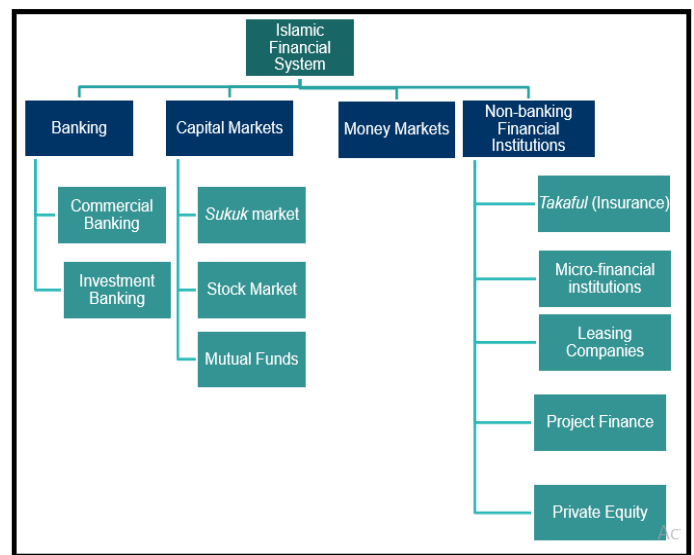 Islamic
Financial
System
Banking
Capital Markets
Money Markets
Non-banking
Financial
Institutions
Commercial
Banking
Investment
Banking
Sukuk market
Stock Market
Mutual Funds
Takaful (Insurance)
Micro-financial
institutions
Leasing
Companies
Project Finance
Private Equity
Ac